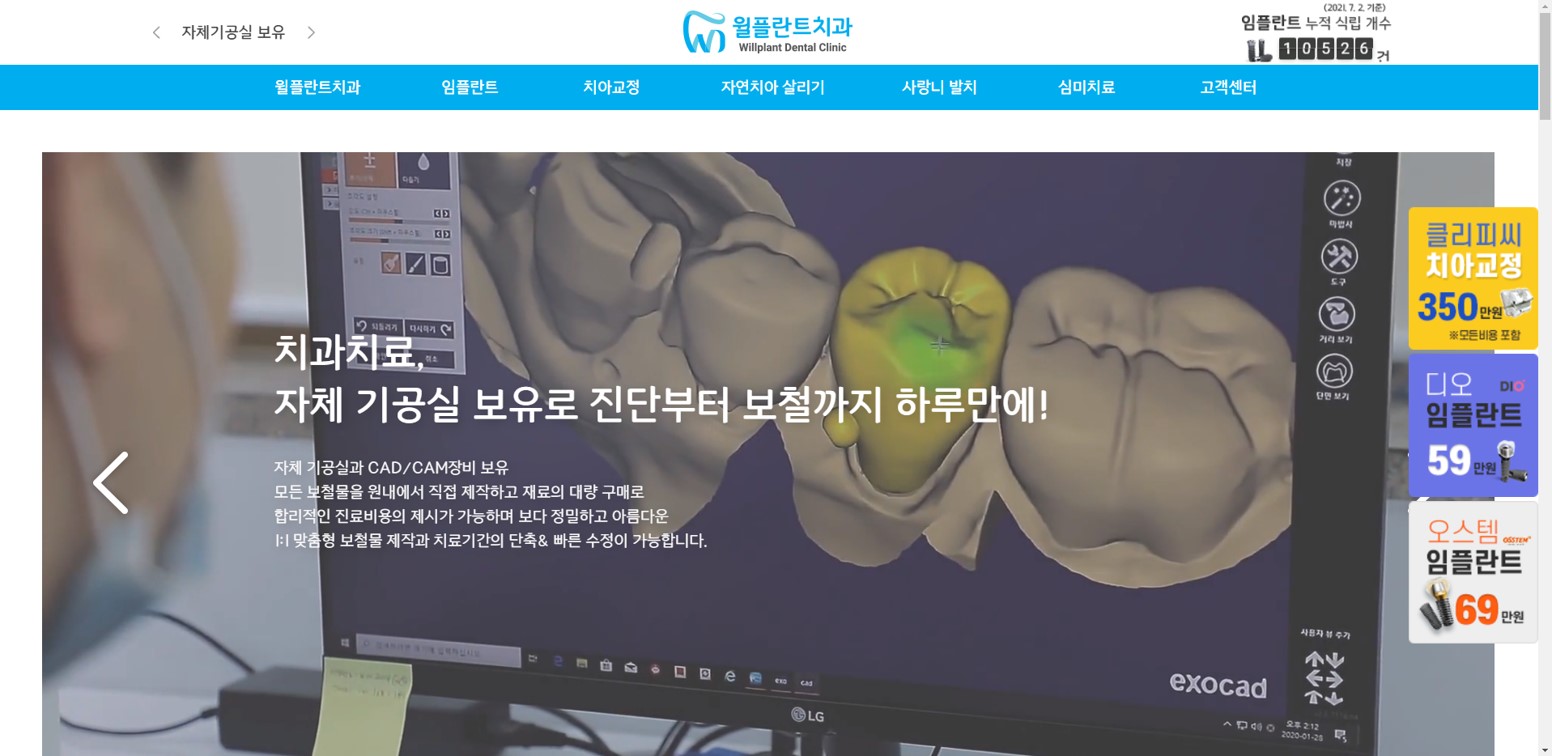 자체기공실 보유
윌플란트치과
Willplant Dental Clinic
(2021. 7. 2. 기준)
임플란트 누적 식립 개수
10526건
윌플란트치과 임플란트 치아교정 자연치아 살리기 사랑니 발치 심미치료 고객센터
다듬기
되돌리기 다시하기
취소
저장
마법사
도구
거리 보기
단면 보기
치과치료,
자체 기공실 보유로 진단부터 보철까지 하루만에!
자체 기공실과 CAD/CAM장비 보유
모든 보철물을 원내에서 직접 제작하고 재료의 대량 구매로
합리적인 진료비용의 제시가 가능하며 보다 정밀하고 아름다운
1:1 맞춤형 보철물 제작과 치료기간의 단축& 빠른 수정이 가능합니다.
사용자 뷰 추가
exocad
exo cad
LG
오후 2:12
2020-01-28
클리피씨
치아교정
350만원
※모든비용 포함
디오 DIO
임플란트
59만원
오스템 OSSTEM
임플란트
69만원